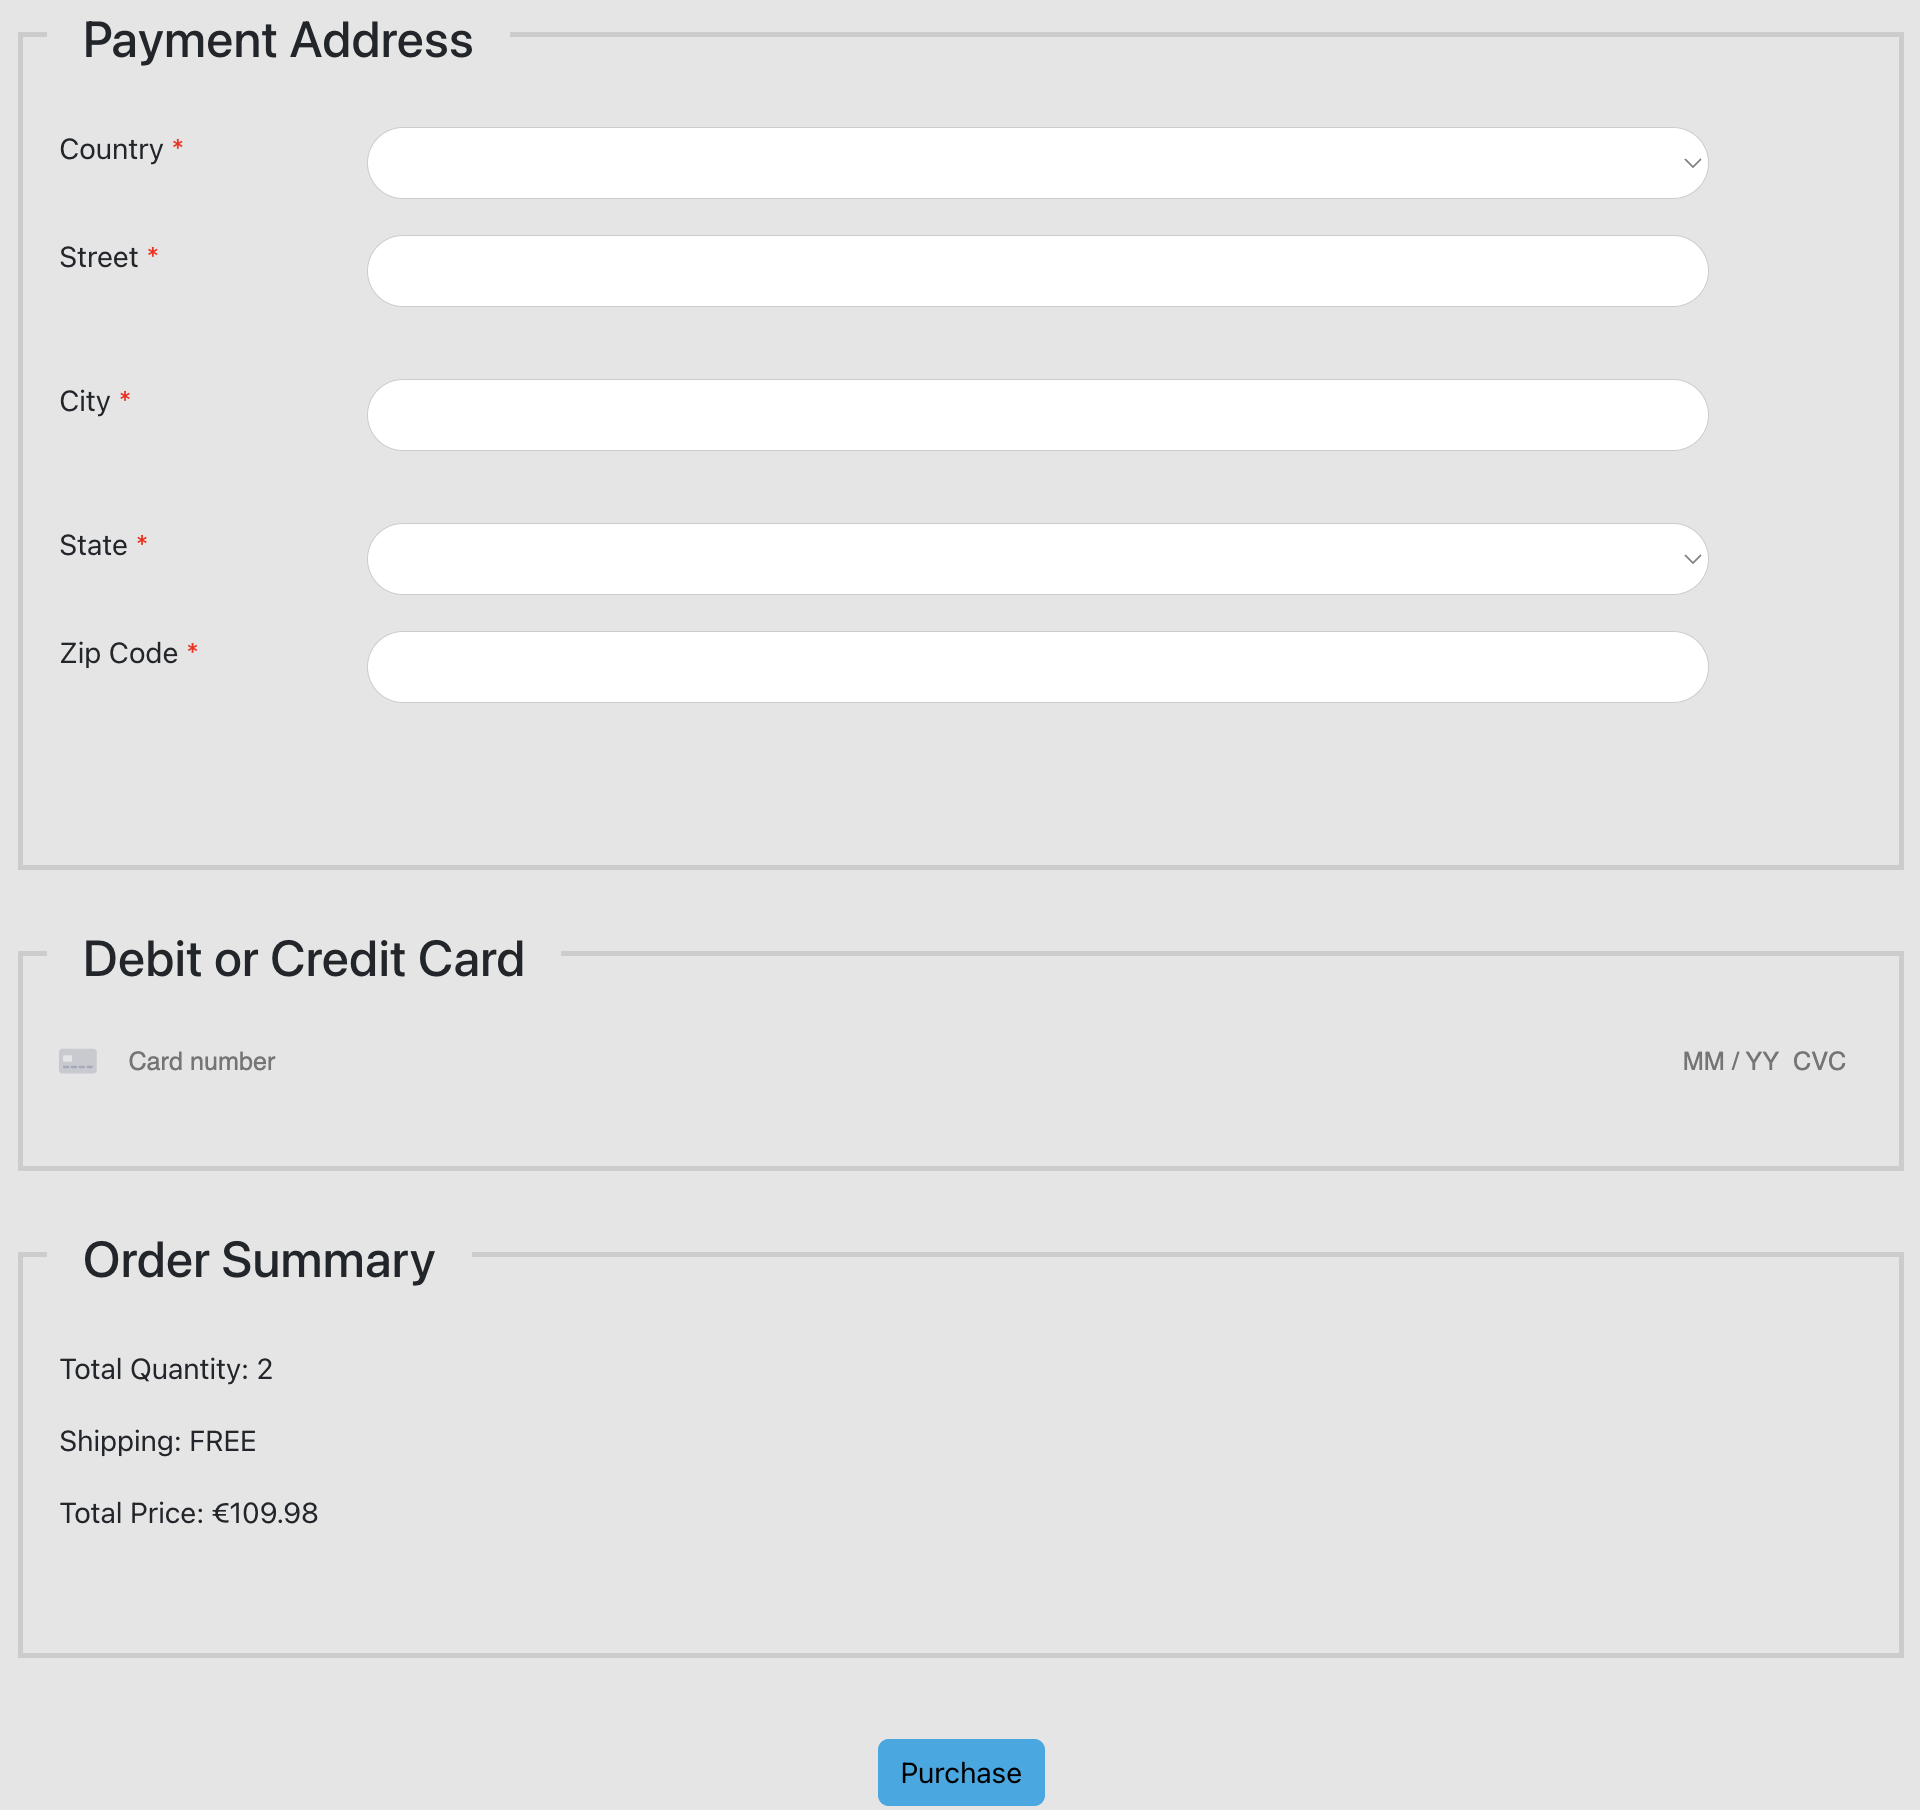 Payment Address
Country *
Street *
City *
State *
Zip Code *
Debit or Credit Card
Card number MM / YY CVC
Order Summary
Total Quantity: 2
Shipping: FREE
Total Price: €109.98
Purchase